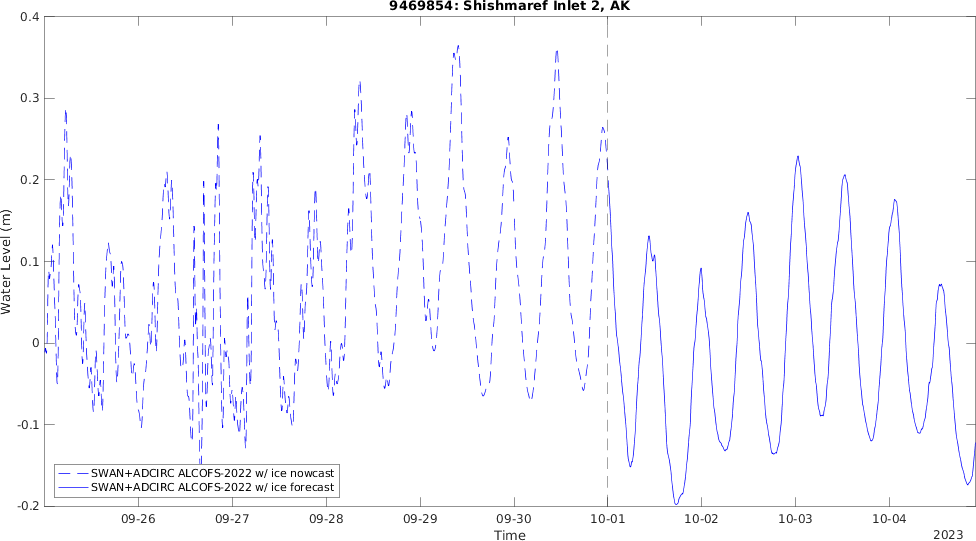 9469854: Shishmaref Inlet 2, AK
Water Level (m)
0.4
0.3
0.2
0.1
0
-0.1
-0.2
SWAN+ADCIRC ALCOFS-2022 w/ ice nowcast
SWAN+ADCIRC ALCOFS-2022 w/ ice forecast
09-26 09-27 09-28 09-29 09-30 10-01 10-02 10-03 10-04
Time
2023